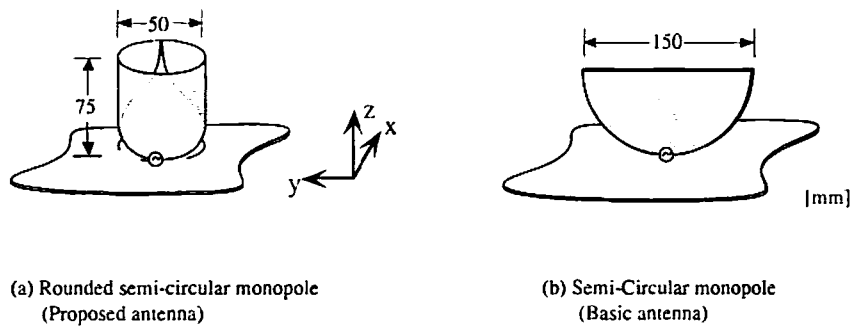 50
150
75
z
x
y
[mm]
(a) Rounded semi-circular monopole
(Proposed antenna)
(b) Semi-Circular monopole
(Basic antenna)